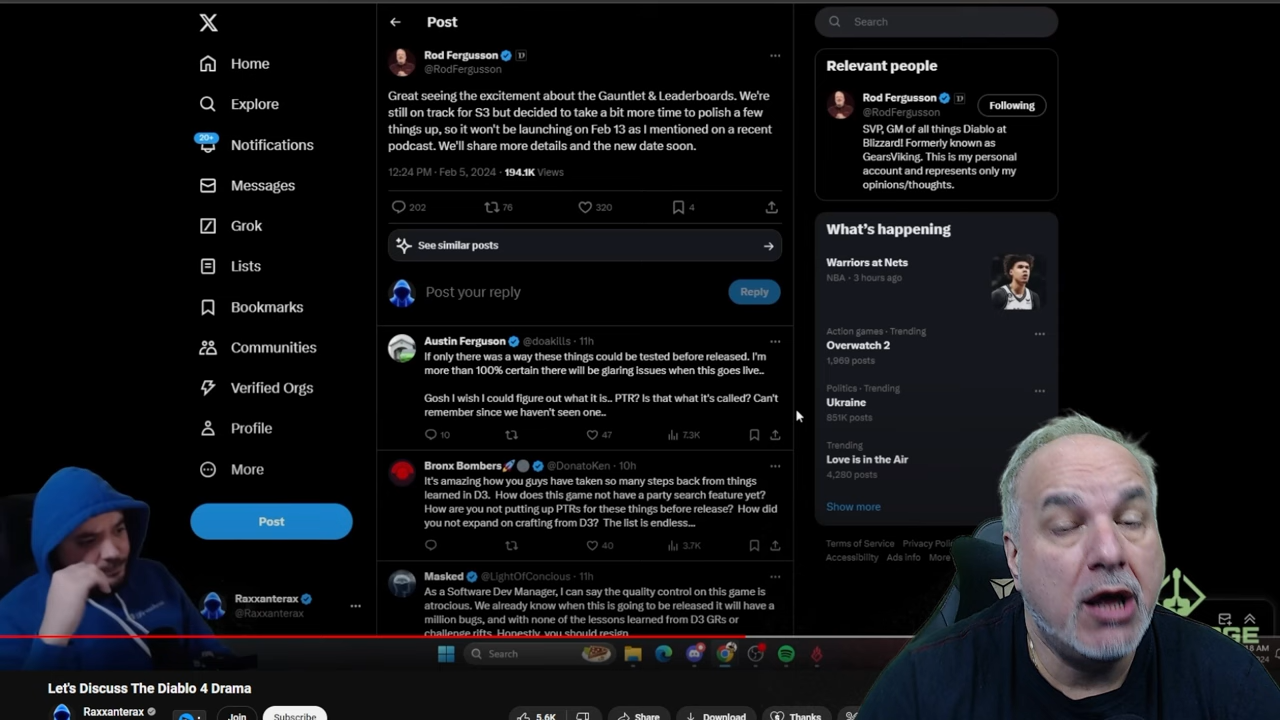 Home
Explore
20+
Notifications
Messages
Grok
Lists
Bookmarks
Communities
Verified Orgs
Profile
More
Post
Raxxanterax
@Raxxanterax
Post
Rod Fergusson
@RodFergusson
Great seeing the excitement about the Gauntlet & Leaderboards. We're
still on track for S3 but decided to take a bit more time to polish a few
things up, so it won't be launching on Feb 13 as I mentioned on a recent
podcast. We'll share more details and the new date soon.
12:24 PM · Feb 5, 2024 · 194.1K Views
202 76 320 4
See similar posts
Post your reply
Reply
Austin Ferguson @doakills · 11h
If only there was a way these things could be tested before released. I'm
more than 100% certain there will be glaring issues when this goes live..
Gosh I wish I could figure out what it is.. PTR? Is that what it's called? Can't
remember since we haven't seen one..
10 47 7.3K
Bronx Bombers @DonatoKen · 10h
It's amazing how you guys have taken so many steps back from things
learned in D3. How does this game not have a party search feature yet?
How are you not putting up PTRs for these things before release? How did
you not expand on crafting from D3? The list is endless...
40 3.7K
Masked @LightOfConcious · 11h
As a Software Dev Manager, I can say the quality control on this game is
atrocious. We already know when this is going to be released it will have a
million bugs, and with none of the lessons learned from D3 GRs or
challenge rifts. Honestly, you should resign
Search
Relevant people
Rod Fergusson
@RodFergusson
Following
SVP, GM of all things Diablo at
Blizzard! Formerly known as
GearsViking. This is my personal
account and represents only my
opinions/thoughts.
What's happening
Warriors at Nets
NBA · 3 hours ago
Action games · Trending
Overwatch 2
1,969 posts
Politics · Trending
Ukraine
851K posts
Trending
Love is in the Air
4,280 posts
Show more
Terms of Service Privacy
Accessibility Ads info More
Search
Let's Discuss The Diablo 4 Drama
Raxxanterax
Join
Subscribe
5.6K
Share
Download
Thanks